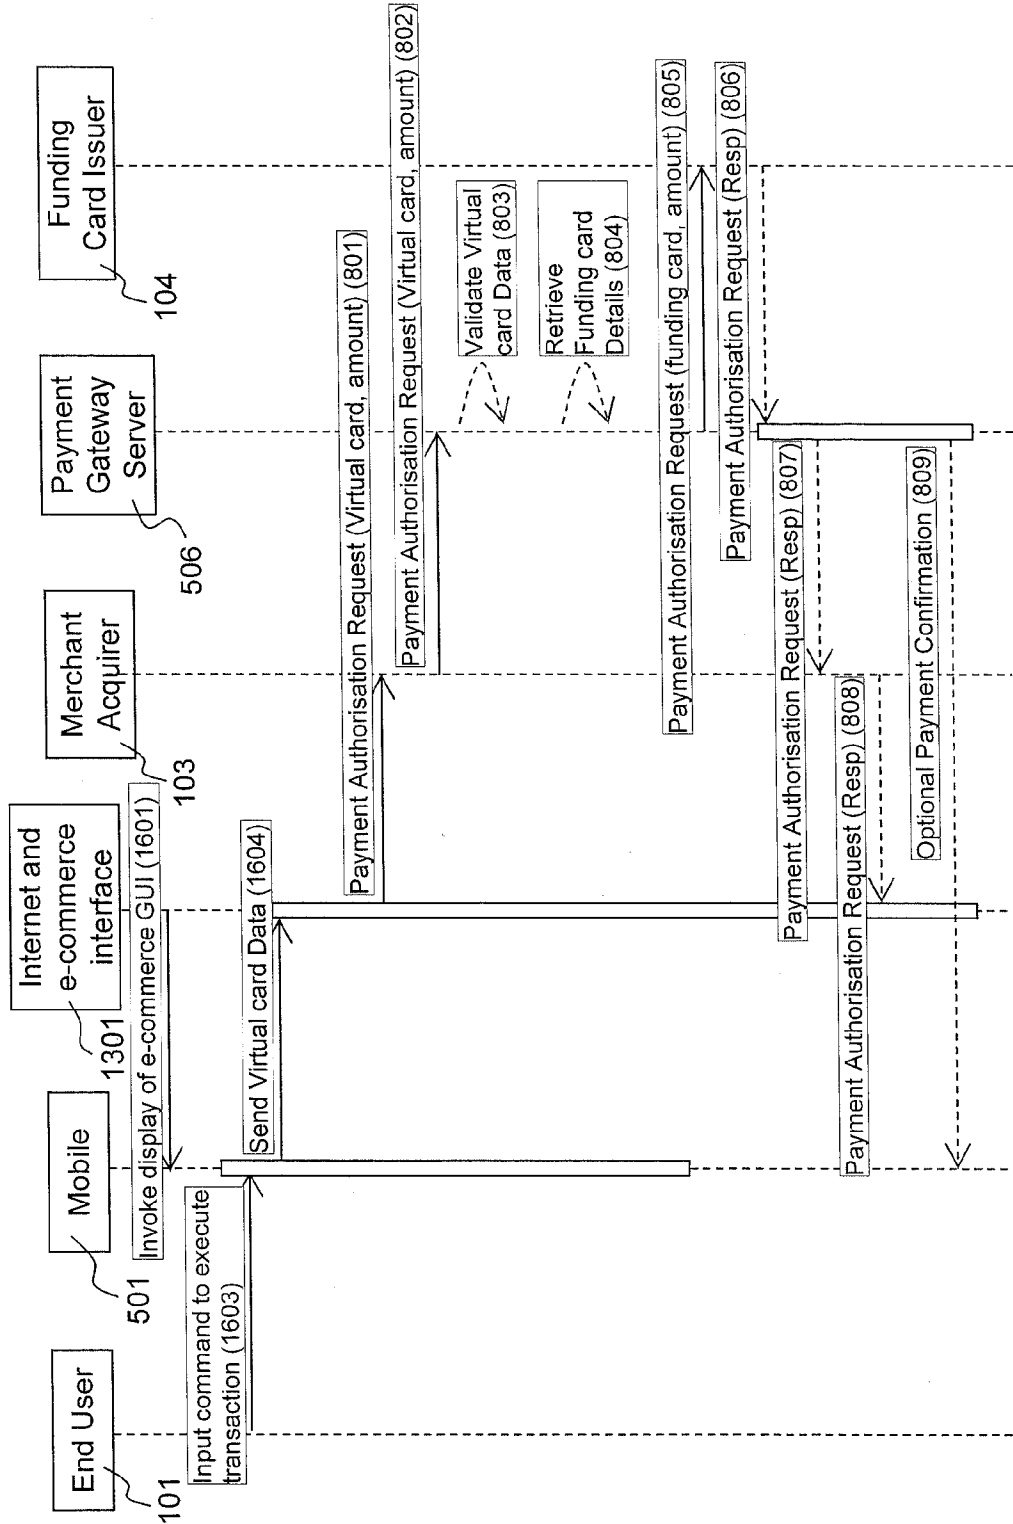 End User
101
Mobile
501
Internet and
e-commerce
interface
1301
Merchant
Acquirer
103
Payment
Gateway
Server
506
Funding
Card Issuer
104
Invoke display of e-commerce GUI (1601)
Input command to execute
transaction (1603)
Send Virtual card Data (1604)
Payment Authorisation Request (Virtual card, amount) (801)
Payment Authorisation Request (Virtual card, amount) (802)
Validate Virtual
card Data (803)
Retrieve
Funding card
Details (804)
Payment Authorisation Request (funding card, amount) (805)
Payment Authorisation Request (Resp) (806)
Payment Authorisation Request (Resp) (807)
Payment Authorisation Request (Resp) (808)
Optional Payment Confirmation (809)